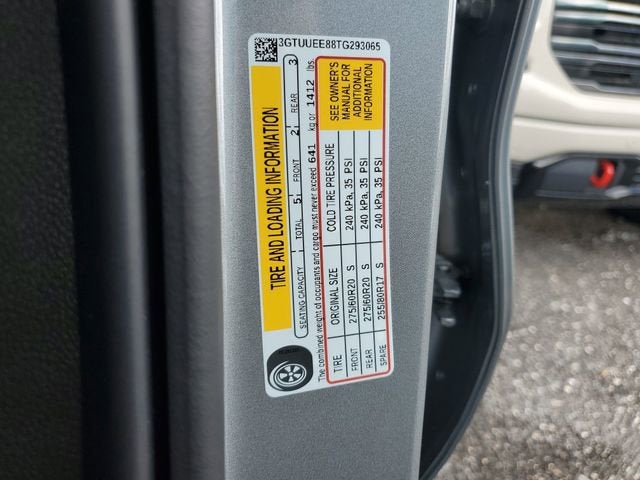 3GTUUEE88TG293065
TIRE AND LOADING INFORMATION
SEATING CAPACITY TOTAL 5 FRONT 2 REAR 3
The combined weight of occupants and cargo must never exceed 641 kg or 1412 lbs.
TIRE ORIGINAL SIZE COLD TIRE PRESSURE
FRONT 275/60R20 S 240 kPa, 35 PSI
REAR 275/60R20 S 240 kPa, 35 PSI
SPARE 255/80R17 S 240 kPa, 35 PSI
SEE OWNER'S
MANUAL FOR
ADDITIONAL
INFORMATION